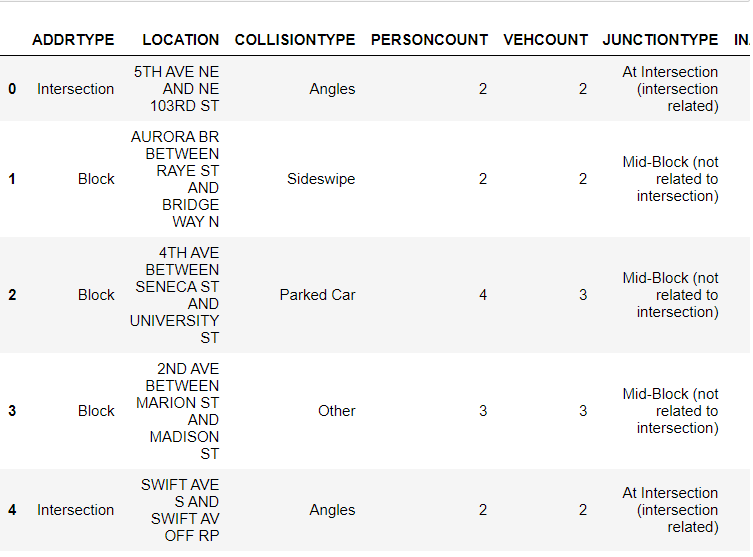 ADDRTYPE LOCATION COLLISIONTYPE PERSONCOUNT VEHCOUNT JUNCTIONTYPE IN
0 Intersection 5TH AVE NE AND NE 103RD ST Angles 2 2 At Intersection (intersection related)
1 Block AURORA BR BETWEEN RAYE ST AND BRIDGE WAY N Sideswipe 2 2 Mid-Block (not related to intersection)
2 Block 4TH AVE BETWEEN SENECA ST AND UNIVERSITY ST Parked Car 4 3 Mid-Block (not related to intersection)
3 Block 2ND AVE BETWEEN MARION ST AND MADISON ST Other 3 3 Mid-Block (not related to intersection)
4 Intersection SWIFT AVE S AND SWIFT AV OFF RP Angles 2 2 At Intersection (intersection related)